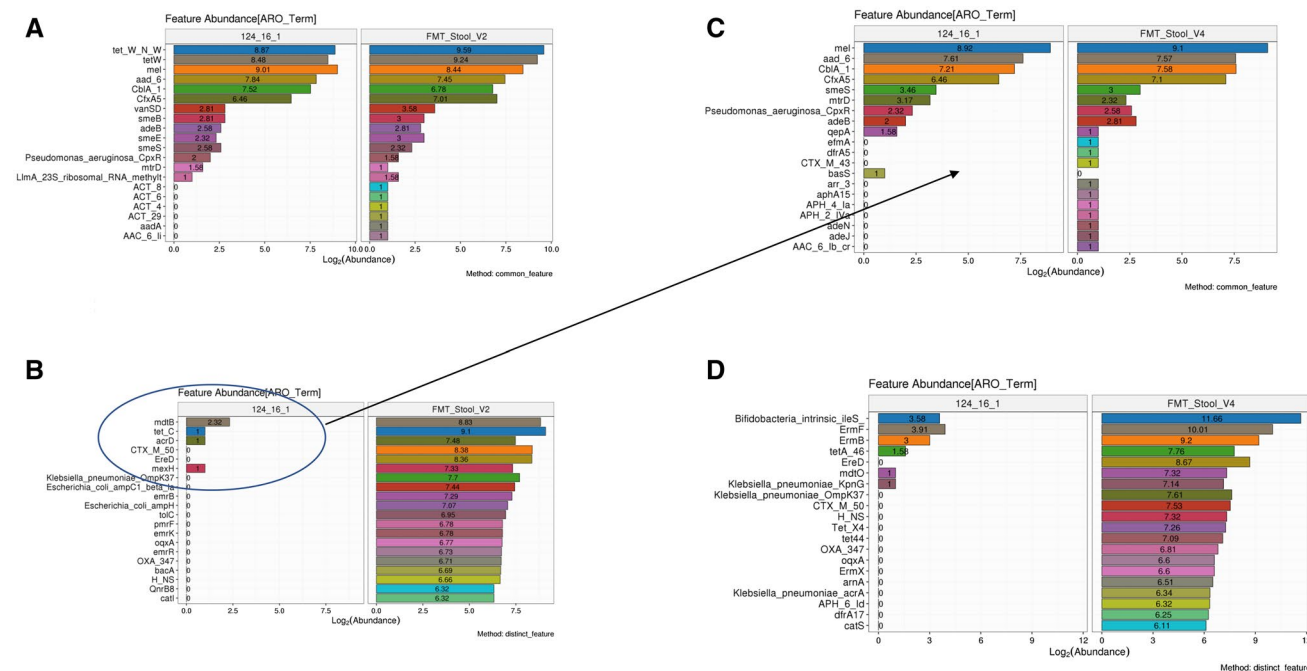 A
Feature Abundance[ARO_Term]
124_16_1 FMT_Stool_V2
tet_W_N_W 8.87 9.59
tetW 8.48 9.24
mel 9.01 8.44
aad_6 7.84 7.45
CblA_1 7.52 6.78
CfxA5 6.46 7.01
vanSD 2.81 3.58
smeB 2.81 3
adeB 2.58 2.81
smeE 2.32 3
smeS 2.58 2.32
Pseudomonas_aeruginosa_CpxR 2 1.58
mtrD 1.58 1
LlmA_23S_ribosomal_RNA_methylt 1 1.58
ACT_8 0 1
ACT_6 0 1
ACT_4 0 1
ACT_29 0 1
aadA 0 1
AAC_6_Ii 0 1
0.0 2.5 5.0 7.5 10.0 0.0 2.5 5.0 7.5 10.0
Log2(Abundance)
Method: common_feature
C
Feature Abundance[ARO_Term]
124_16_1 FMT_Stool_V4
mel 8.92 9.1
aad_6 7.61 7.57
CblA_1 7.21 7.58
CfxA5 6.46 7.1
smeS 3.46 3
mtrD 3.17 2.32
Pseudomonas_aeruginosa_CpxR 2.32 2.58
adeB 2 2.81
qepA 1.58 1
efmA 0 1
dfrA5 0 1
CTX_M_43 0 1
basS 1 0
arr_3 0 1
aphA15 0 1
APH_4_Ia 0 1
APH_2_IVa 0 1
adeN 0 1
adeJ 0 1
AAC_6_Ib_cr 0 1
0.0 2.5 5.0 7.5 0.0 2.5 5.0 7.5
Log2(Abundance)
Method: common_feature
B
Feature Abundance[ARO_Term]
124_16_1 FMT_Stool_V2
mdtB 2.32 8.83
tet_C 1 9.1
acrD 1 7.48
CTX_M_50 0 8.38
EreD 0 8.36
mexH 1 7.33
Klebsiella_pneumoniae_OmpK37 0 7.7
Escherichia_coli_ampC1_beta_la 0 7.44
emrB 0 7.29
Escherichia_coli_ampH 0 7.07
tolC 0 6.95
pmrF 0 6.78
emrK 0 6.78
oqxA 0 6.77
emrR 0 6.73
OXA_347 0 6.71
bacA 0 6.69
H_NS 0 6.66
QnrB8 0 6.32
catI 0 6.32
0.0 2.5 5.0 7.5 0.0 2.5 5.0 7.5
Log2(Abundance)
Method: distinct_feature
D
Feature Abundance[ARO_Term]
124_16_1 FMT_Stool_V4
Bifidobacteria_intrinsic_ileS_ 3.58 11.66
ErmF 3.91 10.01
ErmB 3 9.2
tetA_46 1.58 7.76
EreD 0 8.67
mdtO 1 7.32
Klebsiella_pneumoniae_KpnG 1 7.14
Klebsiella_pneumoniae_OmpK37 0 7.61
CTX_M_50 0 7.53
H_NS 0 7.32
Tet_X4 0 7.26
tet44 0 7.09
OXA_347 0 6.81
oqxA 0 6.6
ErmX 0 6.6
arnA 0 6.51
Klebsiella_pneumoniae_acrA 0 6.34
APH_6_Id 0 6.32
dfrA17 0 6.25
catS 0 6.11
0 3 6 9 12 0 3 6 9
Log2(Abundance)
Method: distinct_feature